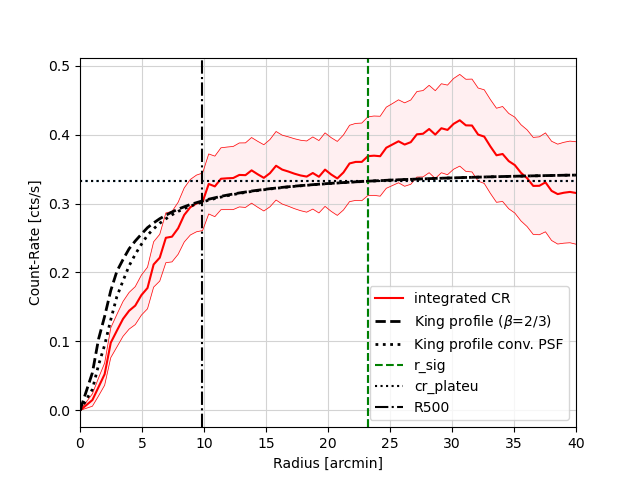 0.5
0.4
0.3
0.2
0.1
0.0
Count-Rate [cts/s]
integrated CR
King profile (β=2/3)
King profile conv. PSF
r_sig
cr_plateu
R500
0 5 10 15 20 25 30 35 40
Radius [arcmin]